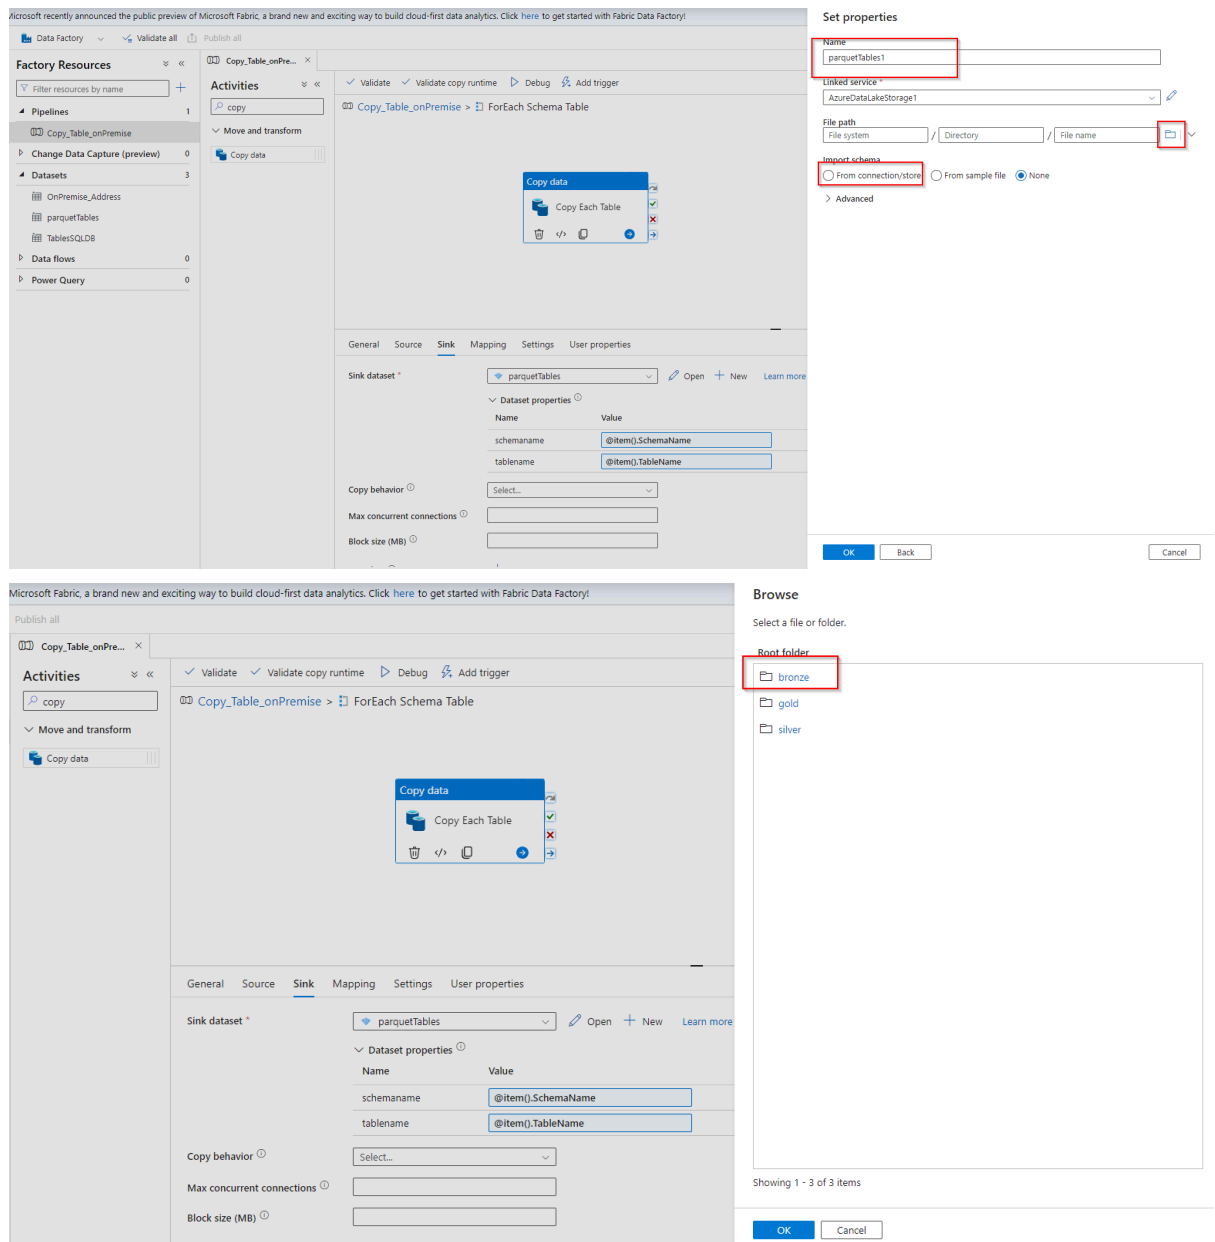 Microsoft recently announced the public preview of Microsoft Fabric, a brand new and exciting way to build cloud-first data analytics. Click here to get started with Fabric Data Factory!
Data Factory
Validate all
Publish all
Factory Resources
Filter resources by name
Pipelines 1
Copy_Table_onPremise
Change Data Capture (preview) 0
Datasets 3
OnPremise_Address
parquetTables
TablesSQLDB
Data flows 0
Power Query 0
Copy_Table_onPre...
Activities
copy
Move and transform
Copy data
Validate Validate copy runtime Debug Add trigger
Copy_Table_onPremise > ForEach Schema Table
Copy data
Copy Each Table
General Source Sink Mapping Settings User properties
Sink dataset *
parquetTables
Open New Learn more
Dataset properties
Name Value
schemaname @item().SchemaName
tablename @item().TableName
Copy behavior
Select...
Max concurrent connections
Block size (MB)
Set properties
Name
parquetTables1
Linked service *
AzureDataLakeStorage1
File path
File system / Directory / File name
Import schema
From connection/store From sample file None
Advanced
OK Back Cancel
Microsoft Fabric, a brand new and exciting way to build cloud-first data analytics. Click here to get started with Fabric Data Factory!
Publish all
Copy_Table_onPre...
Activities
copy
Move and transform
Copy data
Validate Validate copy runtime Debug Add trigger
Copy_Table_onPremise > ForEach Schema Table
Copy data
Copy Each Table
General Source Sink Mapping Settings User properties
Sink dataset *
parquetTables
Open New Learn more
Dataset properties
Name Value
schemaname @item().SchemaName
tablename @item().TableName
Copy behavior
Select...
Max concurrent connections
Block size (MB)
Browse
Select a file or folder.
Root folder
bronze
gold
silver
Showing 1 - 3 of 3 items
OK Cancel